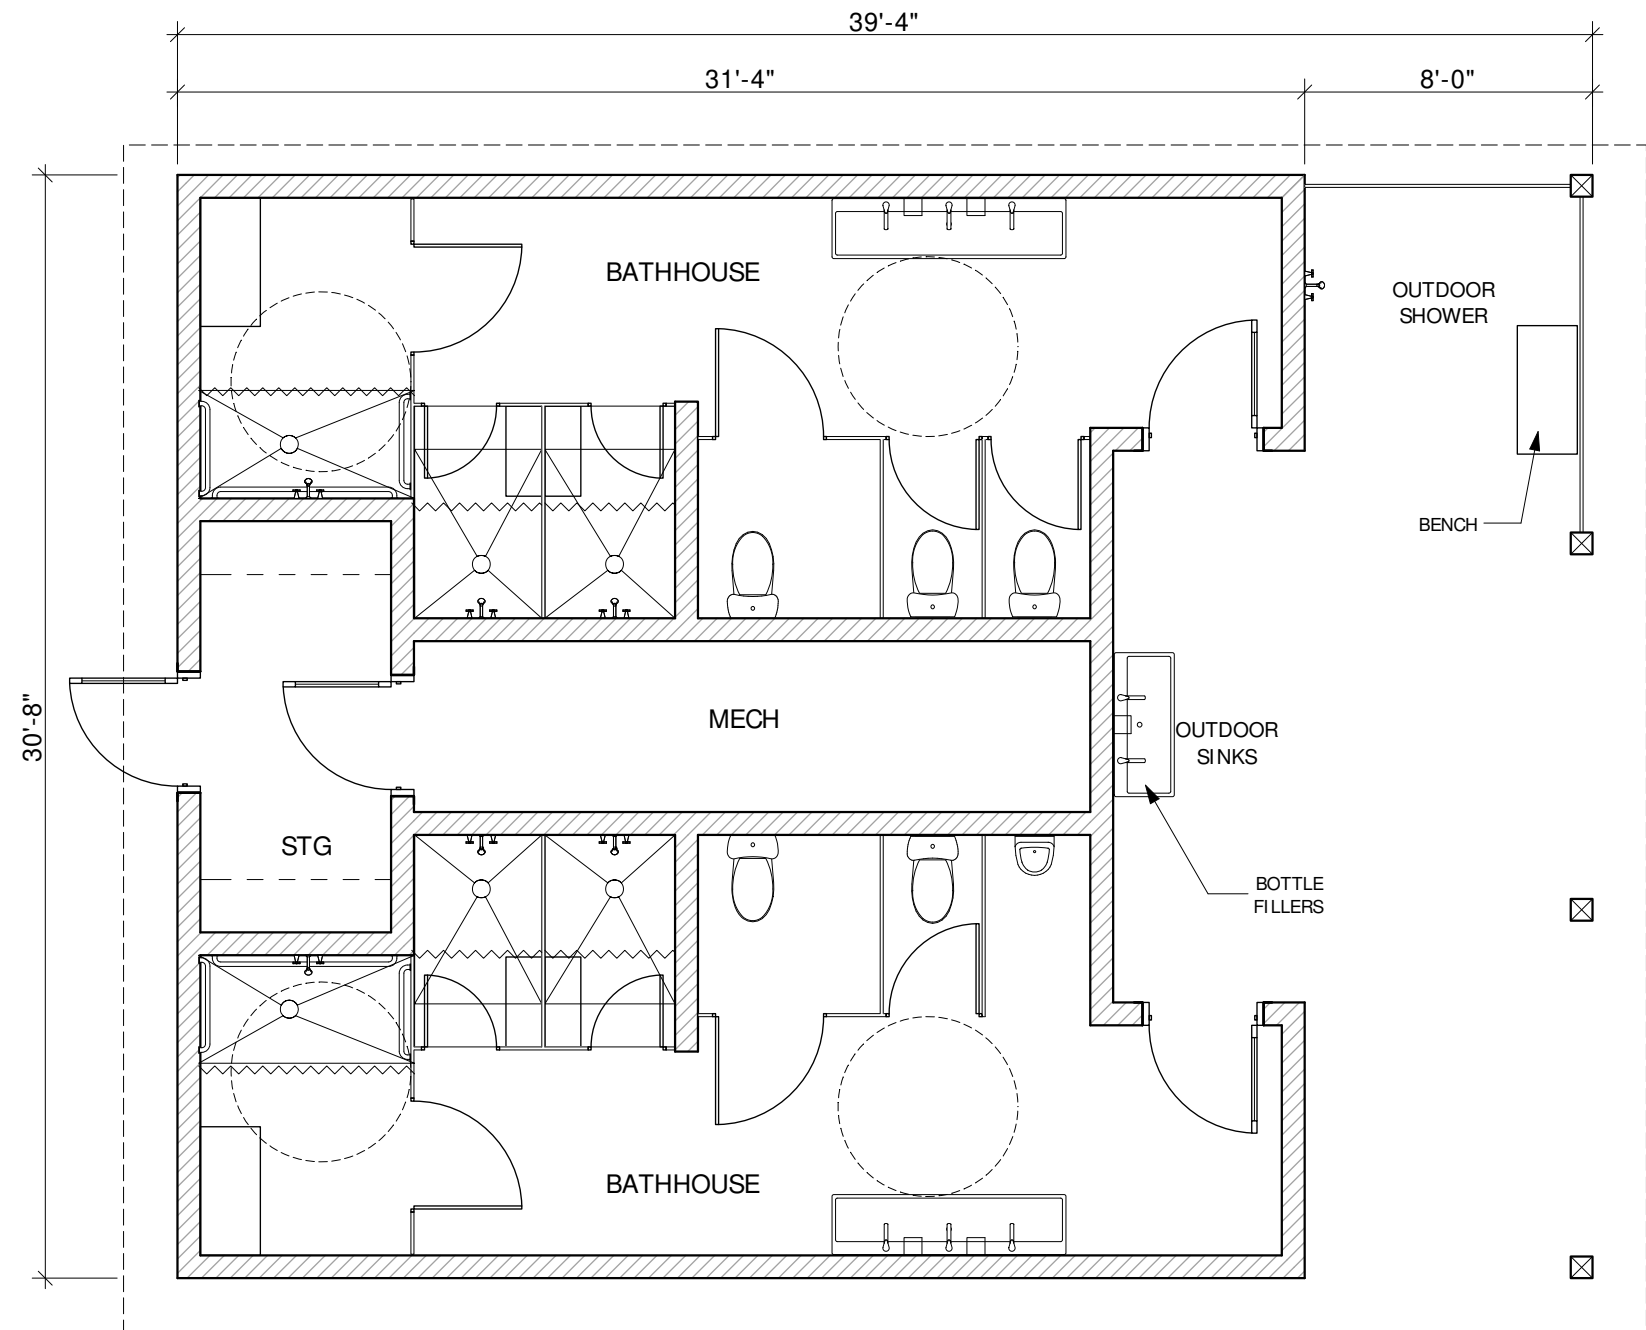 39'-4"
31'-4"
8'-0"
BATHHOUSE
OUTDOOR
SHOWER
BENCH
30'-8"
MECH
OUTDOOR
SINKS
STG
BOTTLE
FILLERS
BATHHOUSE